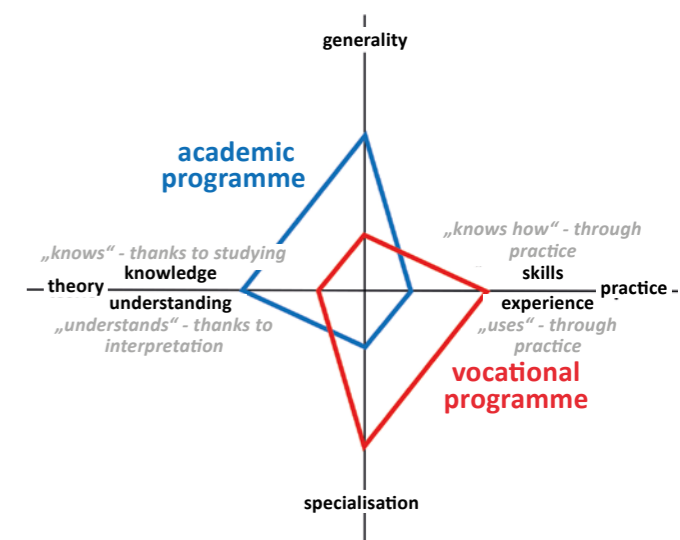 generality
academic
programme
„knows“ - thanks to studying
knowledge
„knows how“ - through
practice
skills
theory
practice
understanding
experience
„understands“ - thanks to
interpretation
„uses“ - through
practice
vocational
programme
specialisation